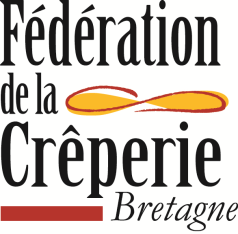 Fédération
de la
Crêperie
Bretagne